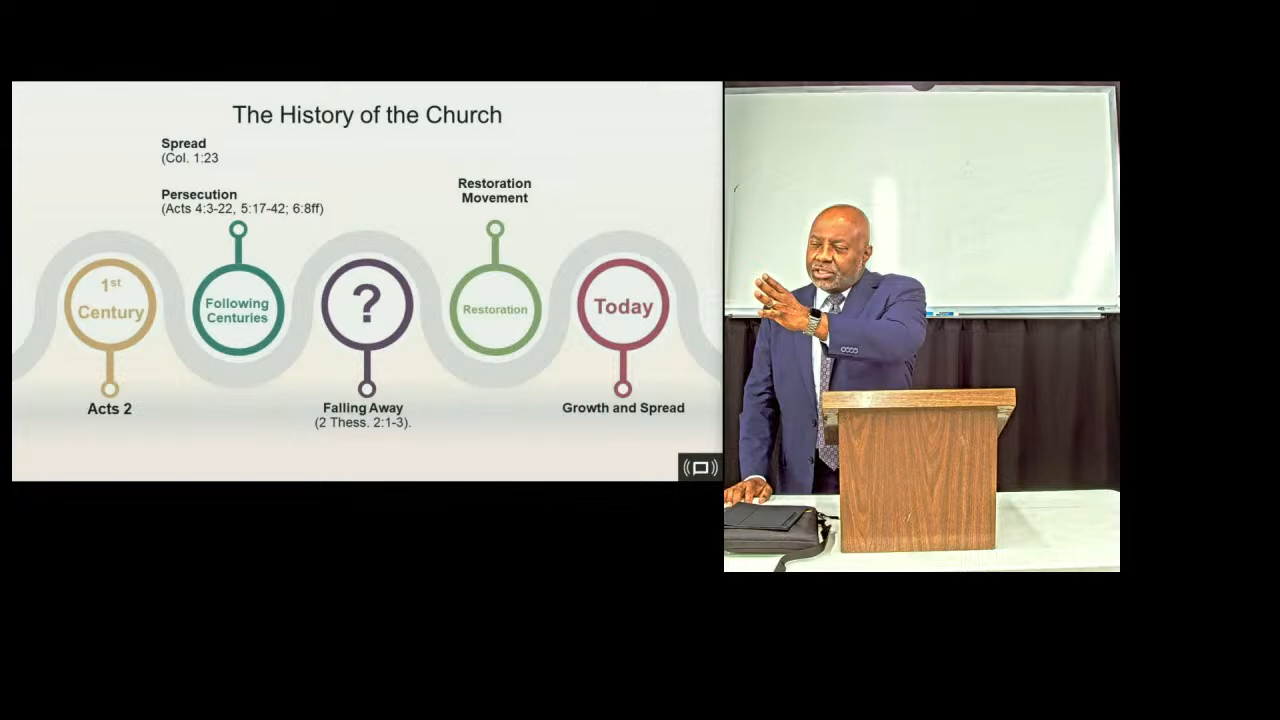 The History of the Church
Spread
(Col. 1:23
Persecution
(Acts 4:3-22, 5:17-42; 6:8ff)
Restoration
Movement
1st
Century
Following
Centuries
?
Restoration
Today
Acts 2
Falling Away
(2 Thess. 2:1-3).
Growth and Spread